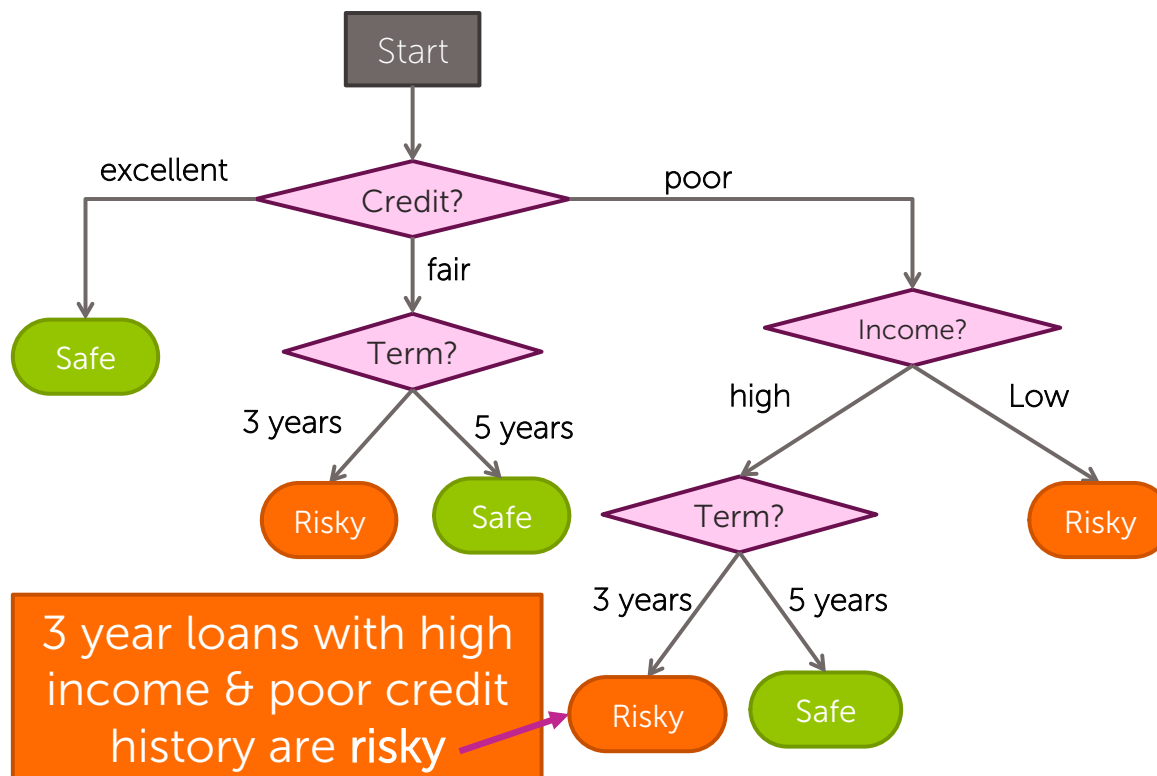 Start
excellent
poor
Credit?
fair
Income?
Safe
Term?
high
Low
3 years
5 years
Risky
Safe
Term?
Risky
3 years
5 years
3 year loans with high
income & poor credit
history are risky
Risky
Safe